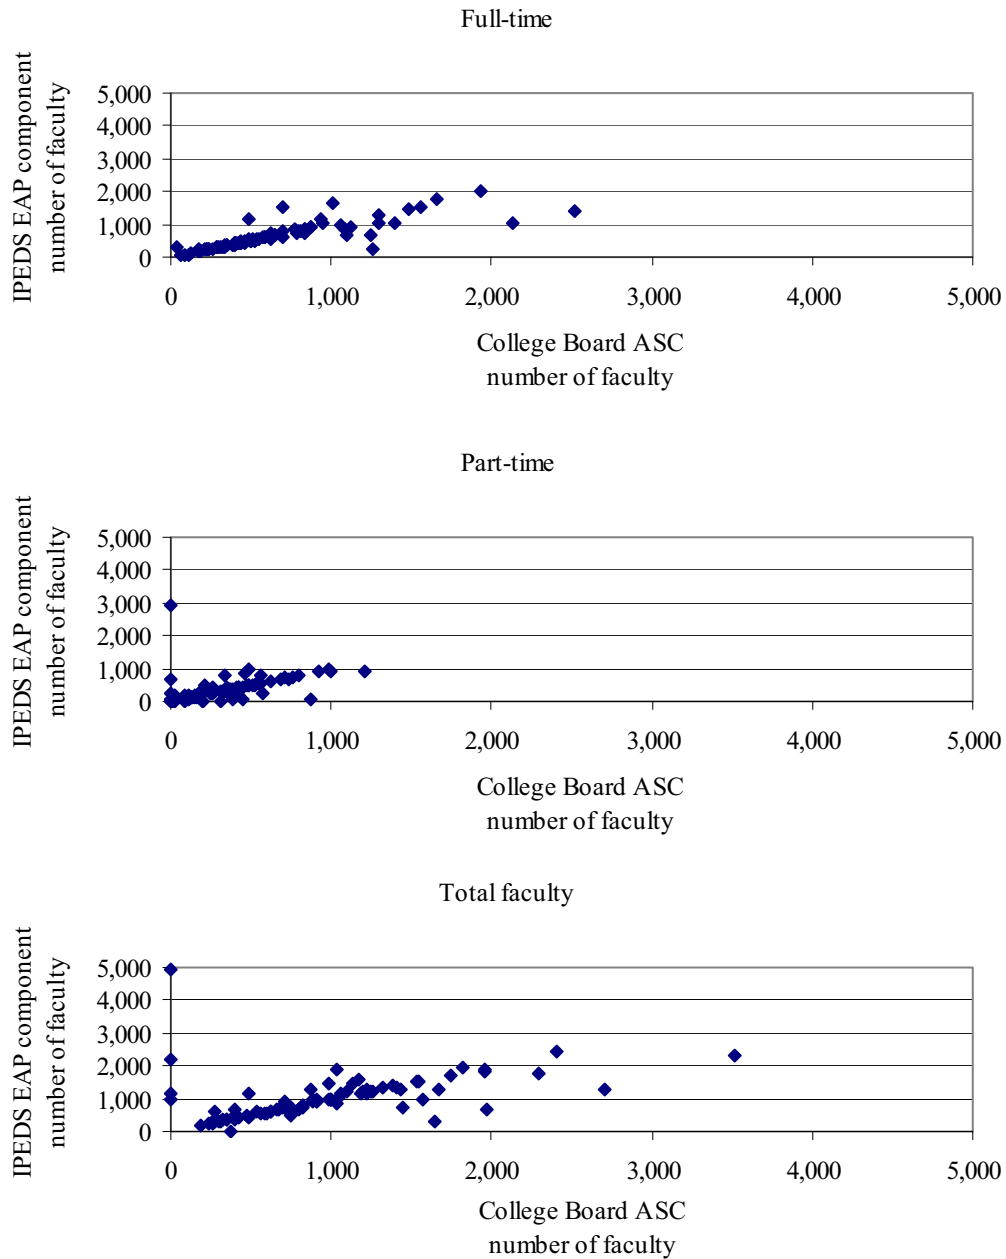 Full-time
IPEDS EAP component
number of faculty
5,000
4,000
3,000
2,000
1,000
0
0 1,000 2,000 3,000 4,000 5,000
College Board ASC
number of faculty
Part-time
IPEDS EAP component
number of faculty
5,000
4,000
3,000
2,000
1,000
0
0 1,000 2,000 3,000 4,000 5,000
College Board ASC
number of faculty
Total faculty
IPEDS EAP component
number of faculty
5,000
4,000
3,000
2,000
1,000
0
0 1,000 2,000 3,000 4,000 5,000
College Board ASC
number of faculty